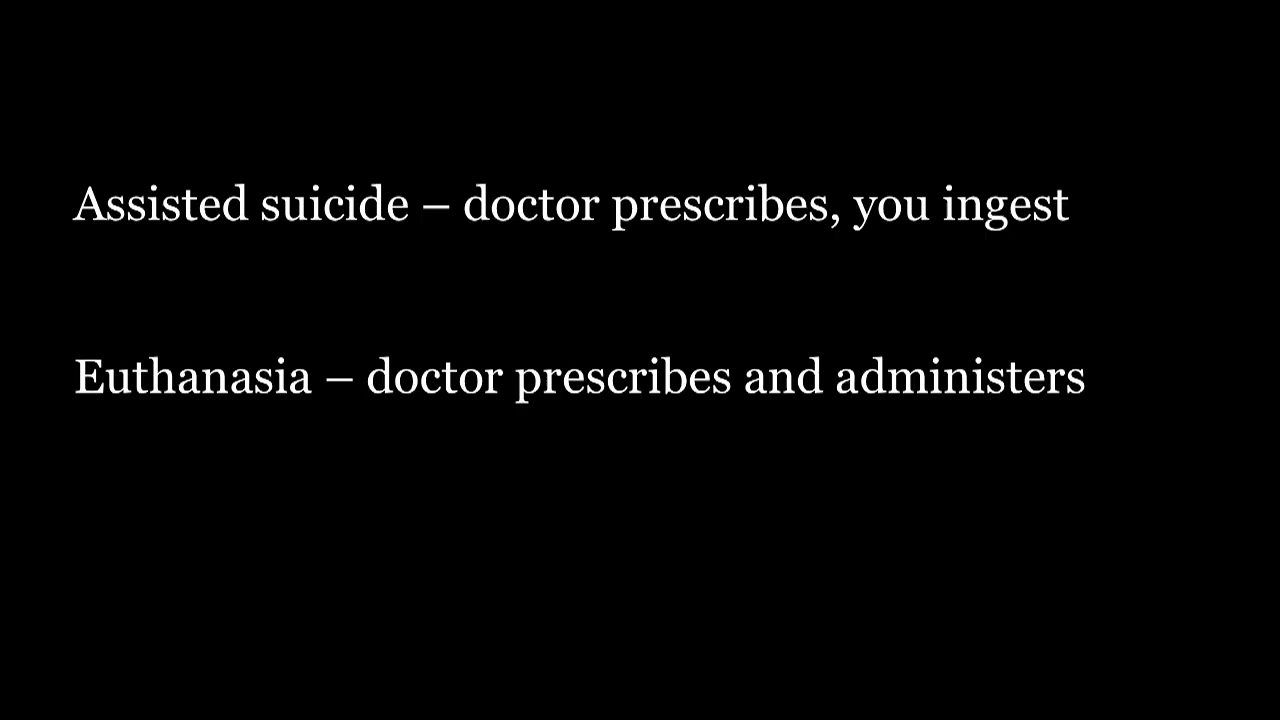 Assisted suicide – doctor prescribes, you ingest
Euthanasia – doctor prescribes and administers